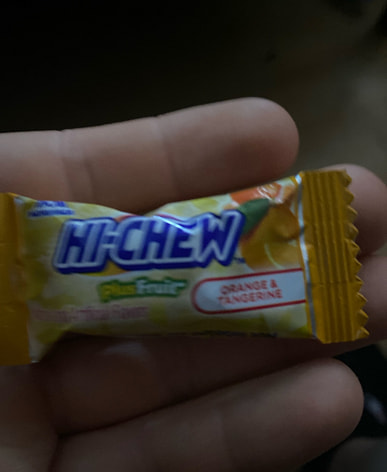 HI-CHEW
Plus Fruit
ORANGE &
TANGERINE